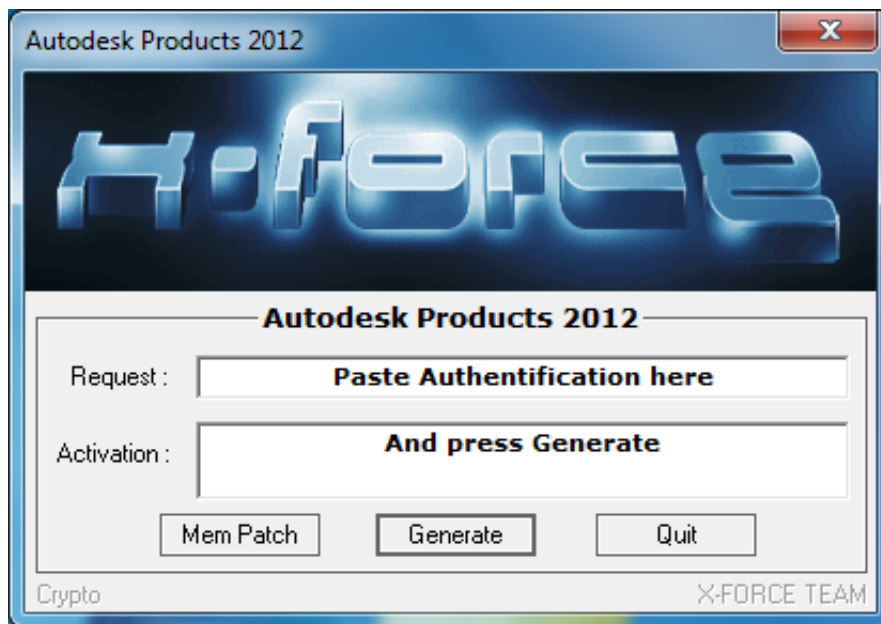 Autodesk Products 2012
x-force
Autodesk Products 2012
Request :
Paste Authentification here
Activation :
And press Generate
Mem Patch
Generate
Quit
Crypto
X-FORCE TEAM